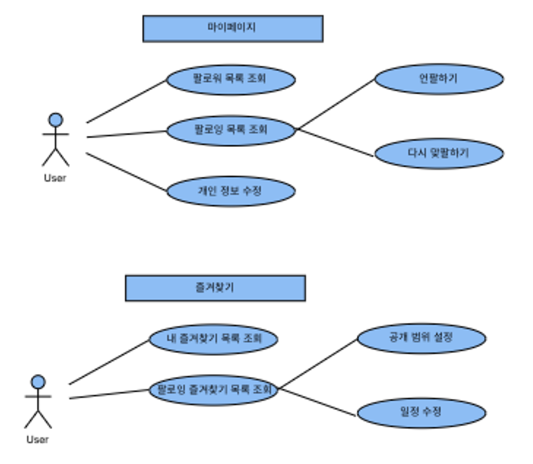 마이페이지
팔로워 목록 조회
언팔하기
팔로잉 목록 조회
다시 맞팔하기
개인 정보 수정
User
즐겨찾기
내 즐겨찾기 목록 조회
공개 범위 설정
팔로잉 즐겨찾기 목록 조회
일정 수정
User